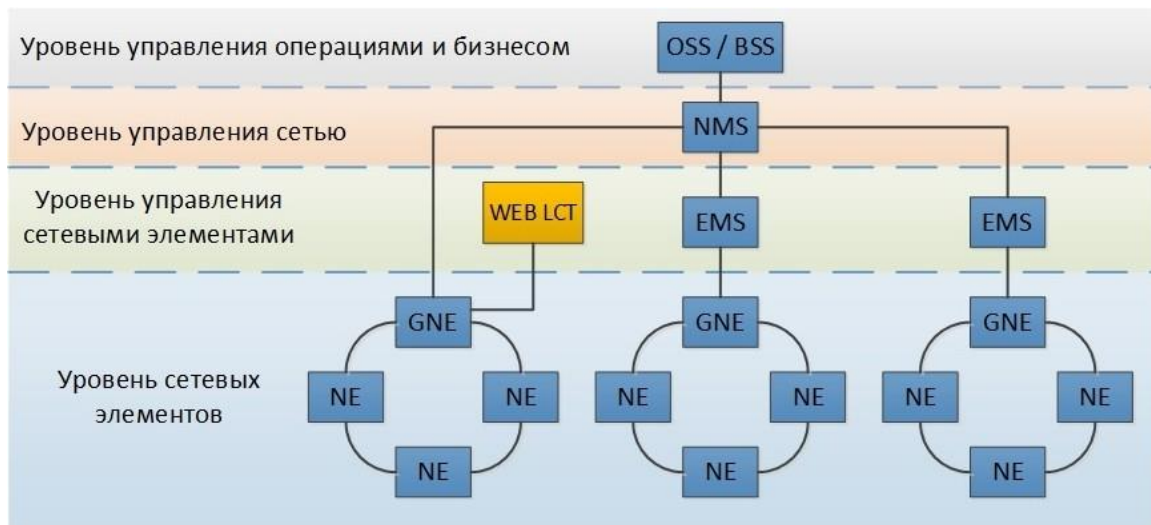 Уровень управления операциями и бизнесом
OSS / BSS
Уровень управления сетью
NMS
Уровень управления
сетевыми элементами
WEB LCT
EMS
EMS
GNE
GNE
GNE
Уровень сетевых
элементов
NE
NE
NE
NE
NE
NE
NE
NE
NE